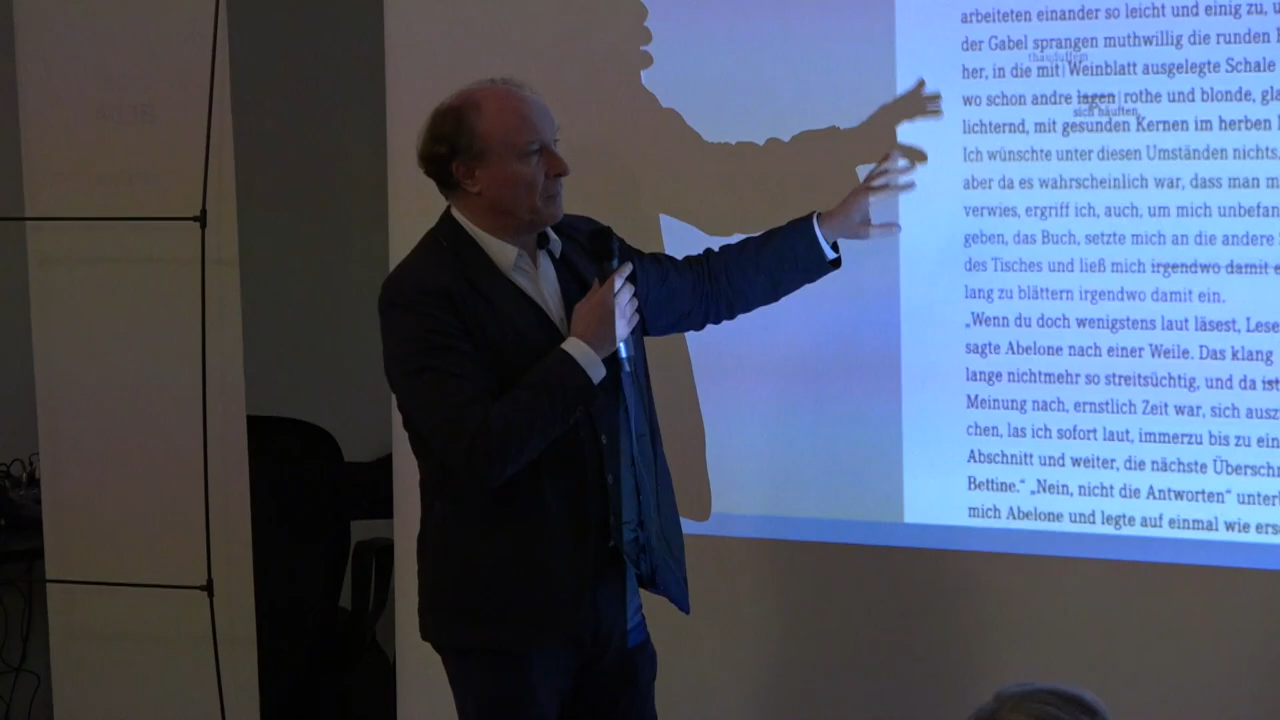 arbeiteten einander so leicht und einig zu, u
der Gabel sprangen muthwillig die runden
thauduftem
her, in die mit| Weinblatt ausgelegte Schale
wo schon andre lagen| rothe und blonde, gla
sich häuften,
lichternd, mit gesunden Kernen im herben
Ich wünschte unter diesen Umständen nichts,
aber da es wahrscheinlich war, dass man m
verwies, ergriff ich, auch, um mich unbefan
geben, das Buch, setzte mich an die andere
des Tisches und ließ mich irgendwo damit e
lang zu blättern irgendwo damit ein.
„Wenn du doch wenigstens laut läsest, Lese
sagte Abelone nach einer Weile. Das klang
lange nichtmehr so streitsüchtig, und da ist
Meinung nach, ernstlich Zeit war, sich ausz
chen, las ich sofort laut, immerzu bis zu ein
Abschnitt und weiter, die nächste Überschr
Bettine.“ „Nein, nicht die Antworten“ unterl
mich Abelone und legte auf einmal wie ers